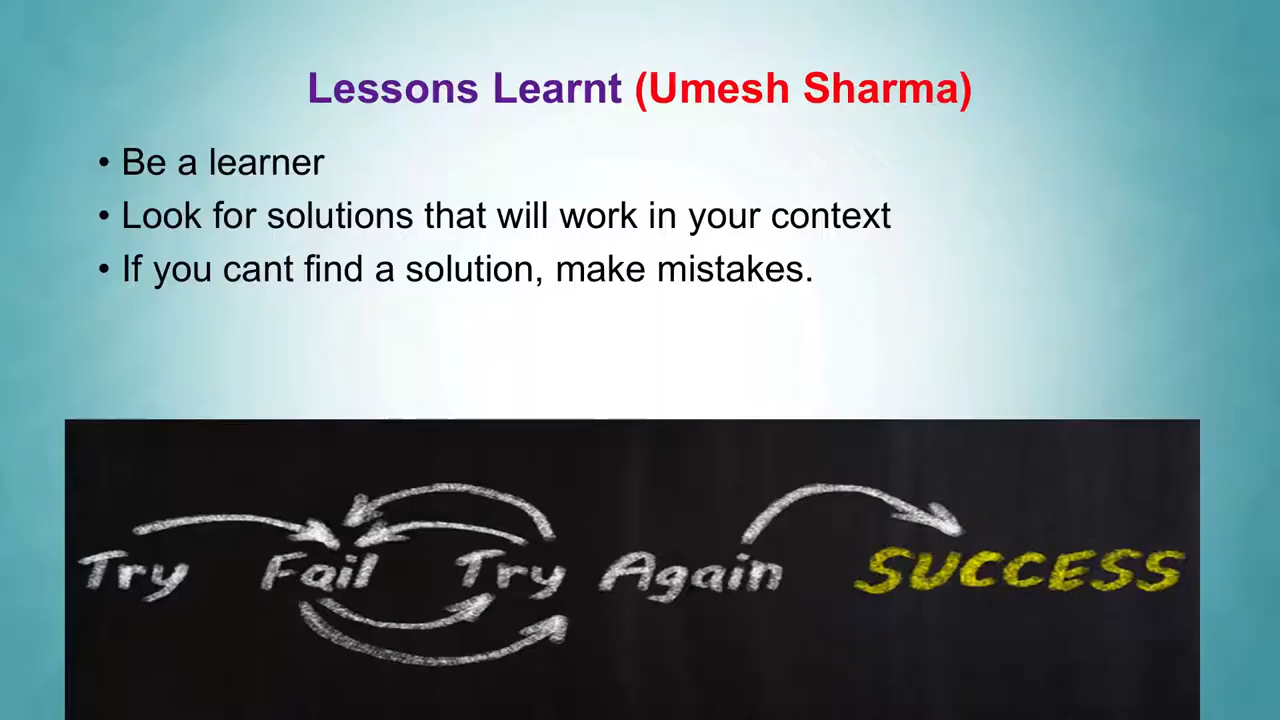 Lessons Learnt (Umesh Sharma)
• Be a learner
• Look for solutions that will work in your context
• If you cant find a solution, make mistakes.
Try Fail Try Again SUCCESS